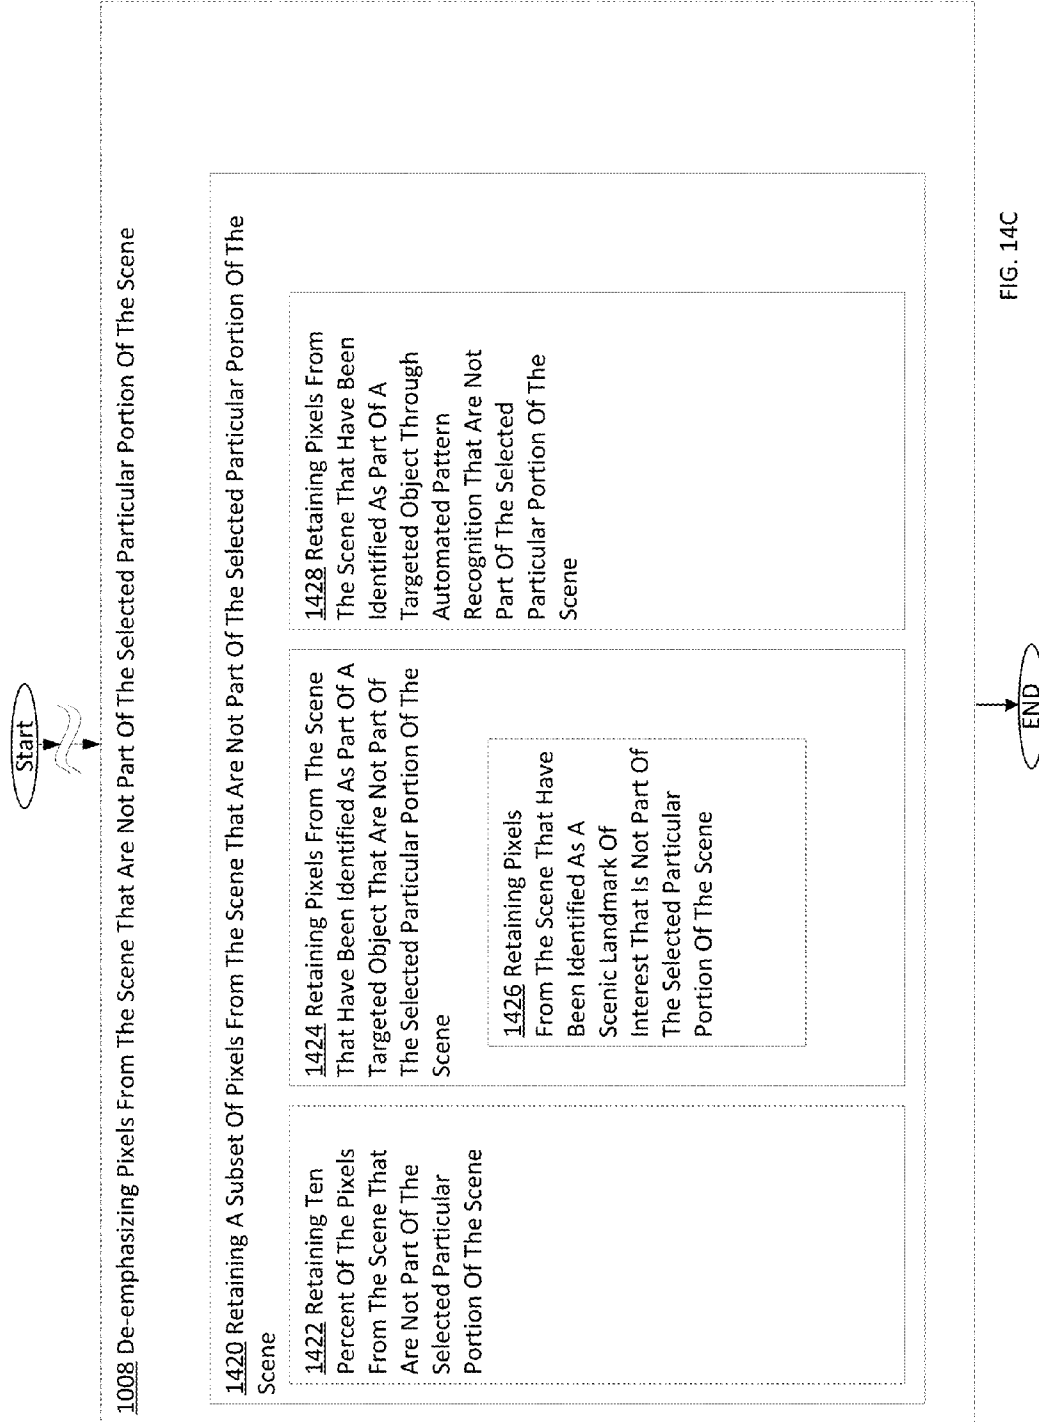 Start
1008 De-emphasizing Pixels From The Scene That Are Not Part Of The Selected Particular Portion Of The Scene
1420 Retaining A Subset Of Pixels From The Scene That Are Not Part Of The Selected Particular Portion Of The
Scene
1422 Retaining Ten
Percent Of The Pixels
From The Scene That
Are Not Part Of The
Selected Particular
Portion Of The Scene
1424 Retaining Pixels From The Scene
That Have Been Identified As Part Of A
Targeted Object That Are Not Part Of
The Selected Particular Portion Of The
Scene
1426 Retaining Pixels
From The Scene That Have
Been Identified As A
Scenic Landmark Of
Interest That Is Not Part Of
The Selected Particular
Portion Of The Scene
1428 Retaining Pixels From
The Scene That Have Been
Identified As Part Of A
Targeted Object Through
Automated Pattern
Recognition That Are Not
Part Of The Selected
Particular Portion Of The
Scene
END
FIG. 14C